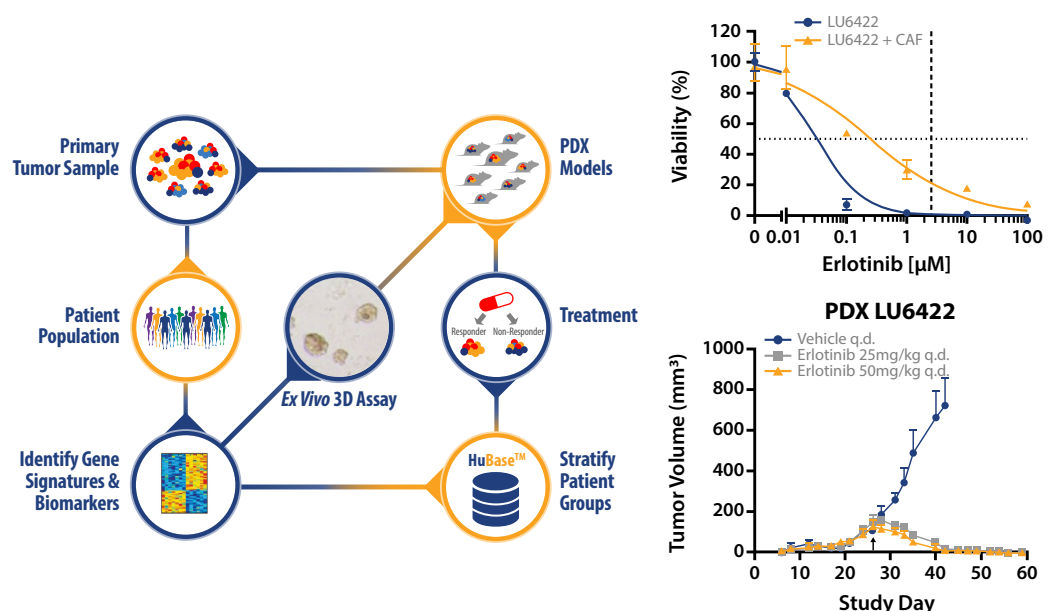 Primary
Tumor Sample
PDX
Models
Patient
Population
Responder
Non-Responder
Treatment
Ex Vivo 3D Assay
Identify Gene
Signatures &
Biomarkers
HuBase™
Stratify
Patient
Groups
LU6422
LU6422 + CAF
Viability (%)
120
100
80
60
40
20
0
0
0.01
0.1
1
10
100
Erlotinib [µM]
PDX LU6422
Vehicle q.d.
Erlotinib 25mg/kg q.d.
Erlotinib 50mg/kg q.d.
Tumor Volume (mm³)
1000
800
600
400
200
0
0
10
20
30
40
50
60
Study Day